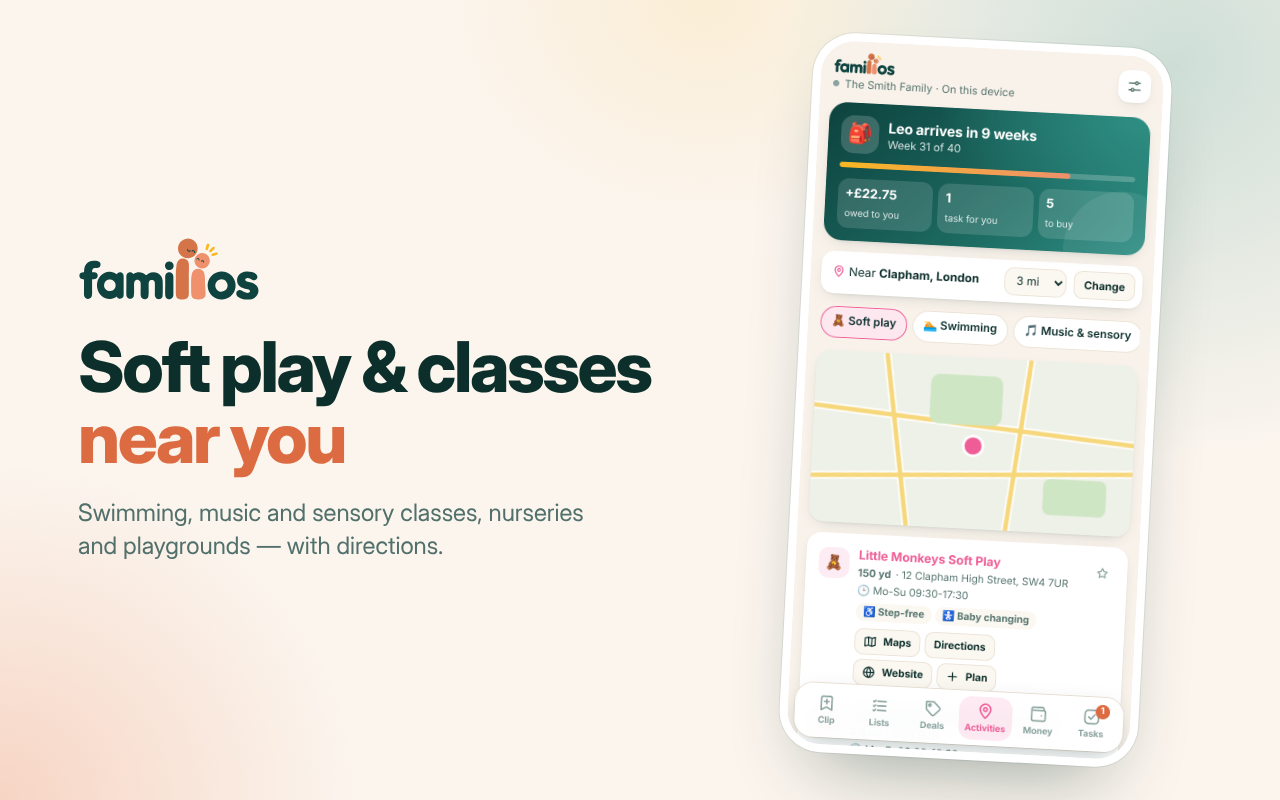 famillos
Soft play & classes
near you
Swimming, music and sensory classes, nurseries
and playgrounds — with directions.
famillos
The Smith Family · On this device
Leo arrives in 9 weeks
Week 31 of 40
+£22.75
owed to you
1
task for you
5
to buy
Near Clapham, London
3 mi
Change
Soft play
Swimming
Music & sensory
Little Monkeys Soft Play
150 yd · 12 Clapham High Street, SW4 7UR
Mo-Su 09:30-17:30
Step-free
Baby changing
Maps
Directions
Website
Plan
Clip
Lists
Deals
Activities
Money
1
Tasks